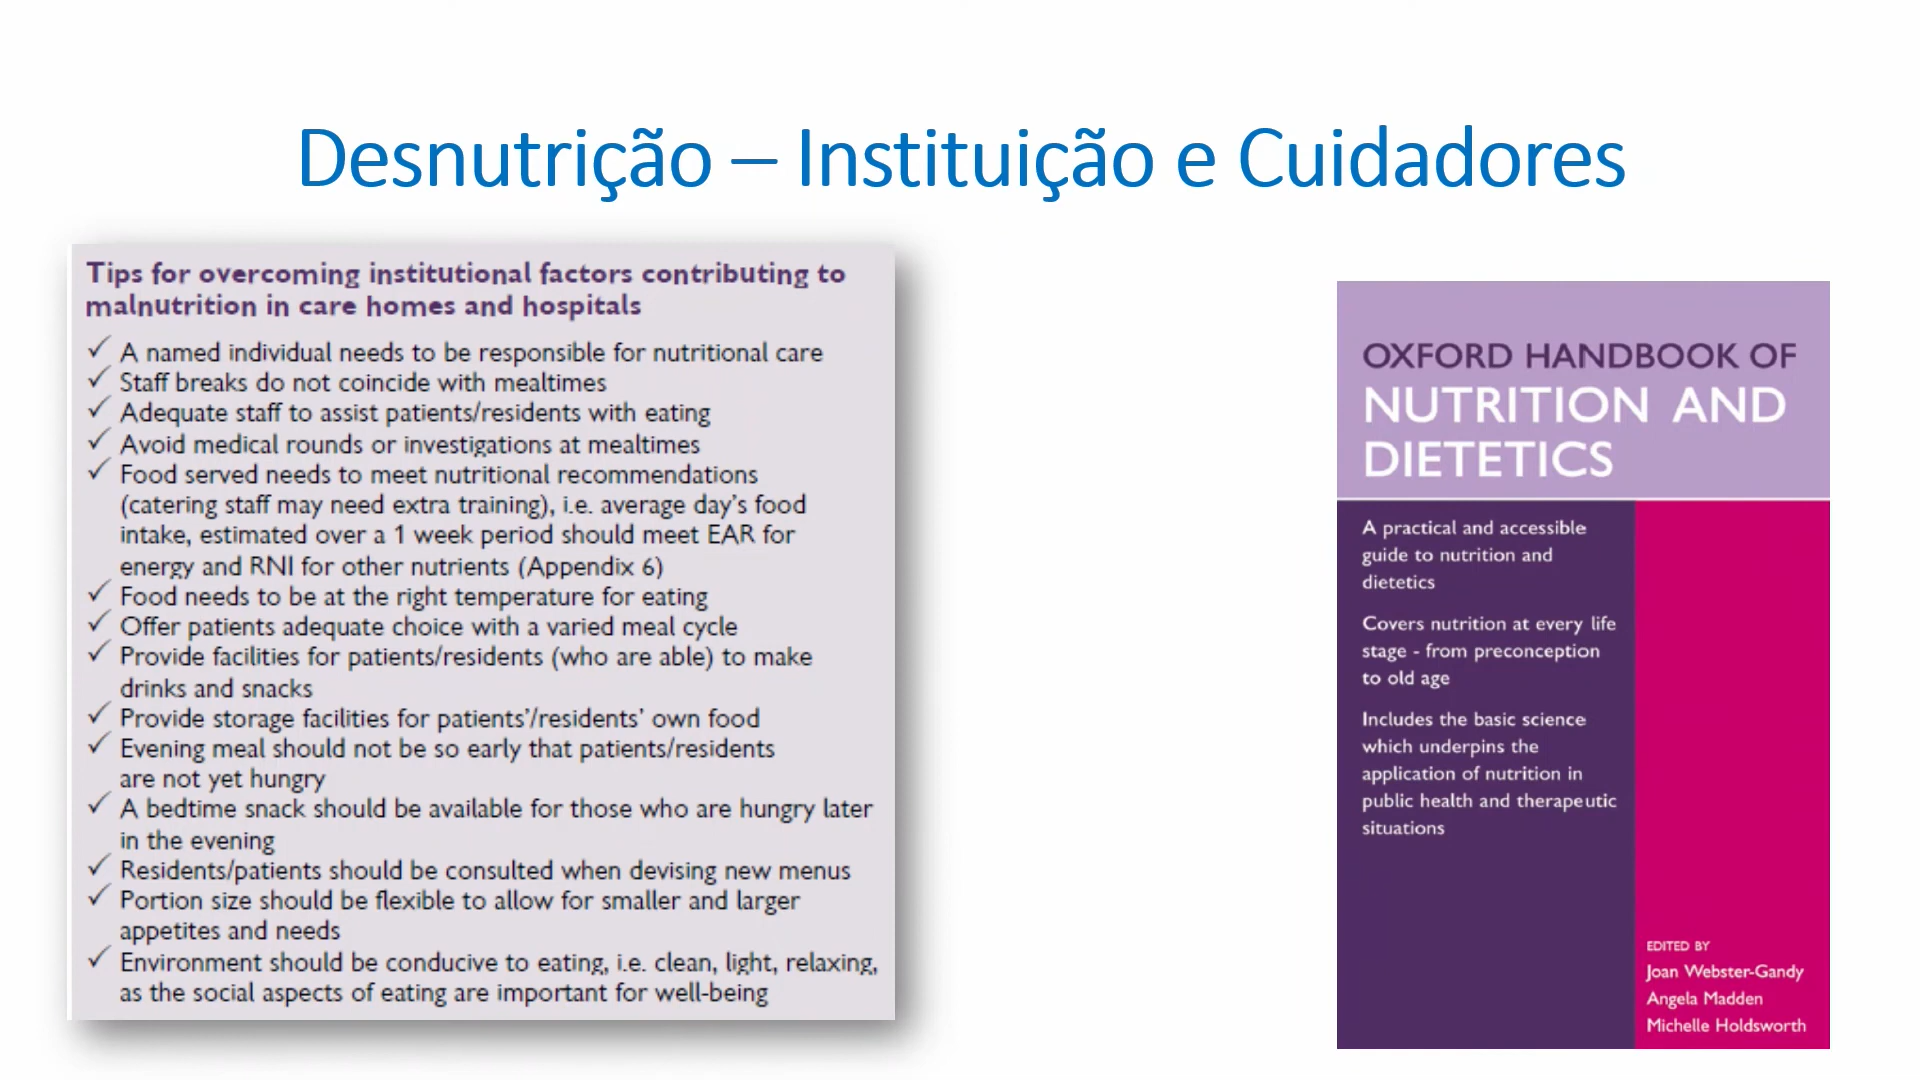 Desnutrição – Instituição e Cuidadores
Tips for overcoming institutional factors contributing to
malnutrition in care homes and hospitals
✓ A named individual needs to be responsible for nutritional care
✓ Staff breaks do not coincide with mealtimes
✓ Adequate staff to assist patients/residents with eating
✓ Avoid medical rounds or investigations at mealtimes
✓ Food served needs to meet nutritional recommendations
(catering staff may need extra training), i.e. average day's food
intake, estimated over a 1 week period should meet EAR for
energy and RNI for other nutrients (Appendix 6)
✓ Food needs to be at the right temperature for eating
✓ Offer patients adequate choice with a varied meal cycle
✓ Provide facilities for patients/residents (who are able) to make
drinks and snacks
✓ Provide storage facilities for patients'/residents' own food
✓ Evening meal should not be so early that patients/residents
are not yet hungry
✓ A bedtime snack should be available for those who are hungry later
in the evening
✓ Residents/patients should be consulted when devising new menus
✓ Portion size should be flexible to allow for smaller and larger
appetites and needs
✓ Environment should be conducive to eating, i.e. clean, light, relaxing,
as the social aspects of eating are important for well-being
OXFORD HANDBOOK OF
NUTRITION AND
DIETETICS
A practical and accessible
guide to nutrition and
dietetics
Covers nutrition at every life
stage - from preconception
to old age
Includes the basic science
which underpins the
application of nutrition in
public health and therapeutic
situations
EDITED BY
Joan Webster-Gandy
Angela Madden
Michelle Holdsworth